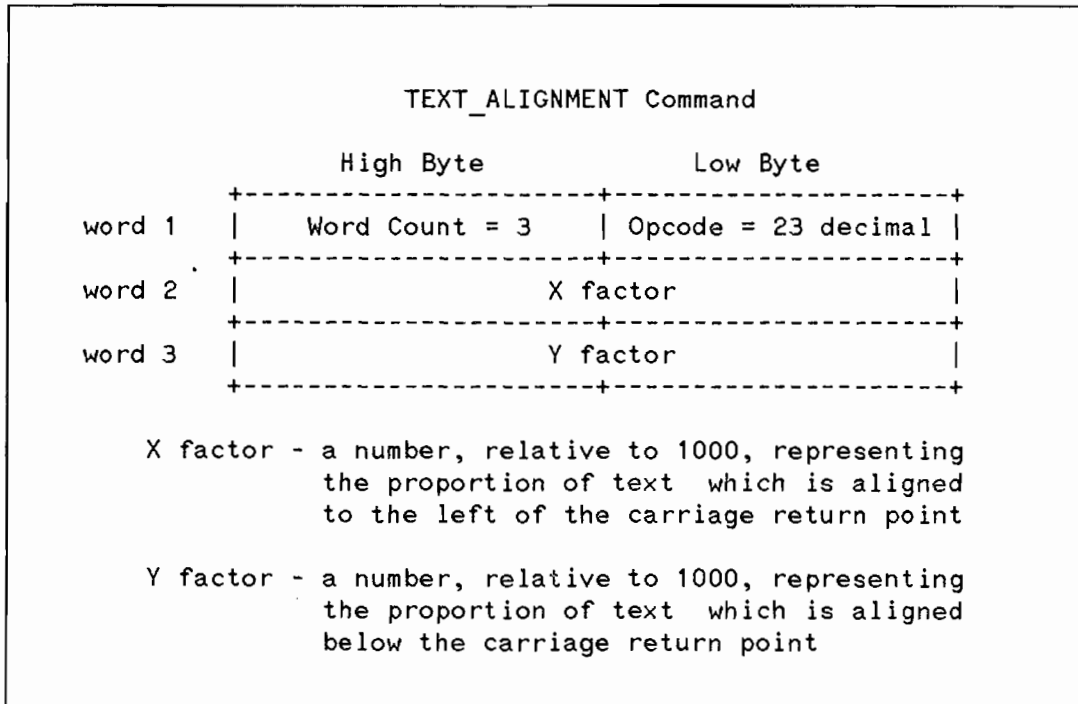 TEXT_ALIGNMENT Command
High Byte Low Byte
+-----------------------+---------------------+
word 1 | Word Count = 3 | Opcode = 23 decimal |
+-----------------------+---------------------+
word 2 | X factor |
+-----------------------+---------------------+
word 3 | Y factor |
+-----------------------+---------------------+
X factor - a number, relative to 1000, representing
the proportion of text which is aligned
to the left of the carriage return point
Y factor - a number, relative to 1000, representing
the proportion of text which is aligned
below the carriage return point